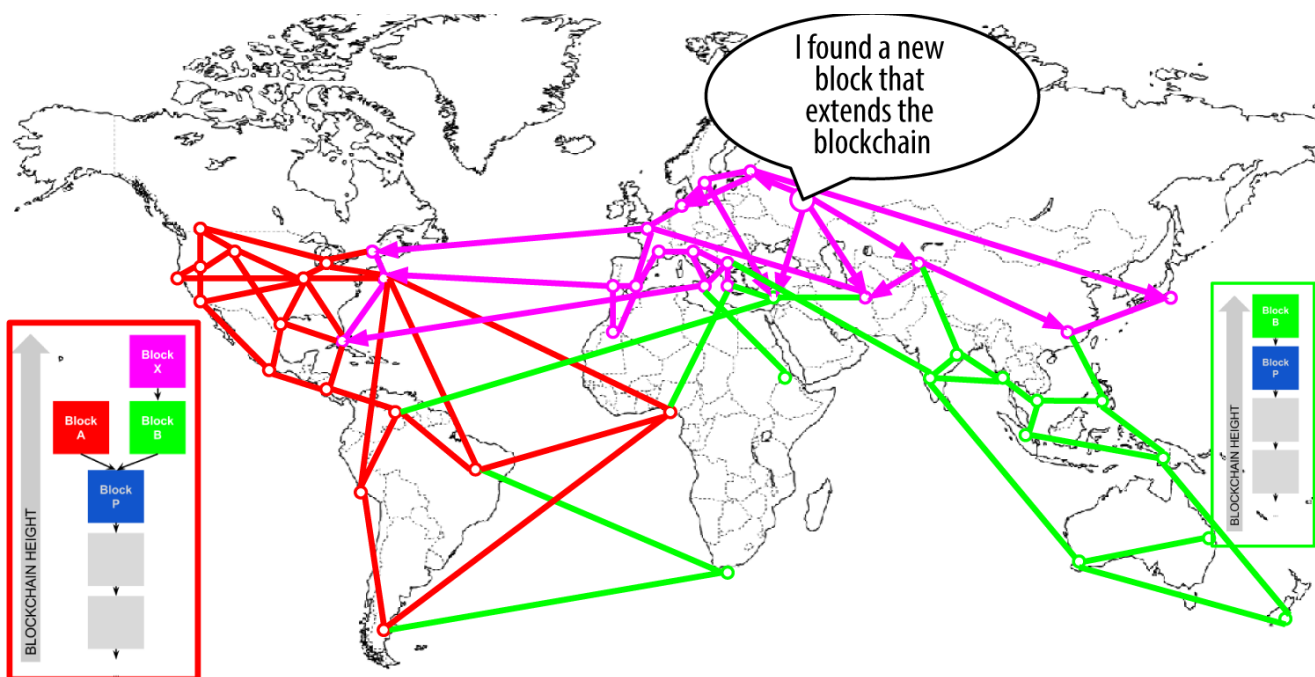 I found a new
block that
extends the
blockchain
BLOCKCHAIN HEIGHT
Block
X
Block
A
Block
B
Block
P
BLOCKCHAIN HEIGHT
Block
B
Block
P